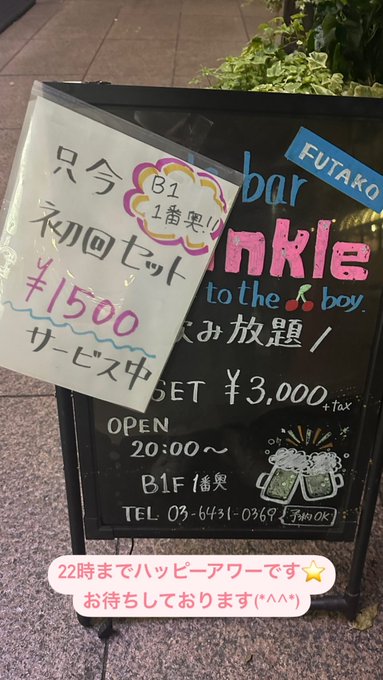 只今
B1
1番奥!!
初回セット
¥1500
サービス中
FUTAKO
bar
inkle
to the boy.
飲み放題/
SET ¥3,000
+tax
OPEN
20:00〜
B1F 1番奥
TEL 03-6431-0369 (予約OK)
22時までハッピーアワーです⭐
お待ちしております(*^^*)